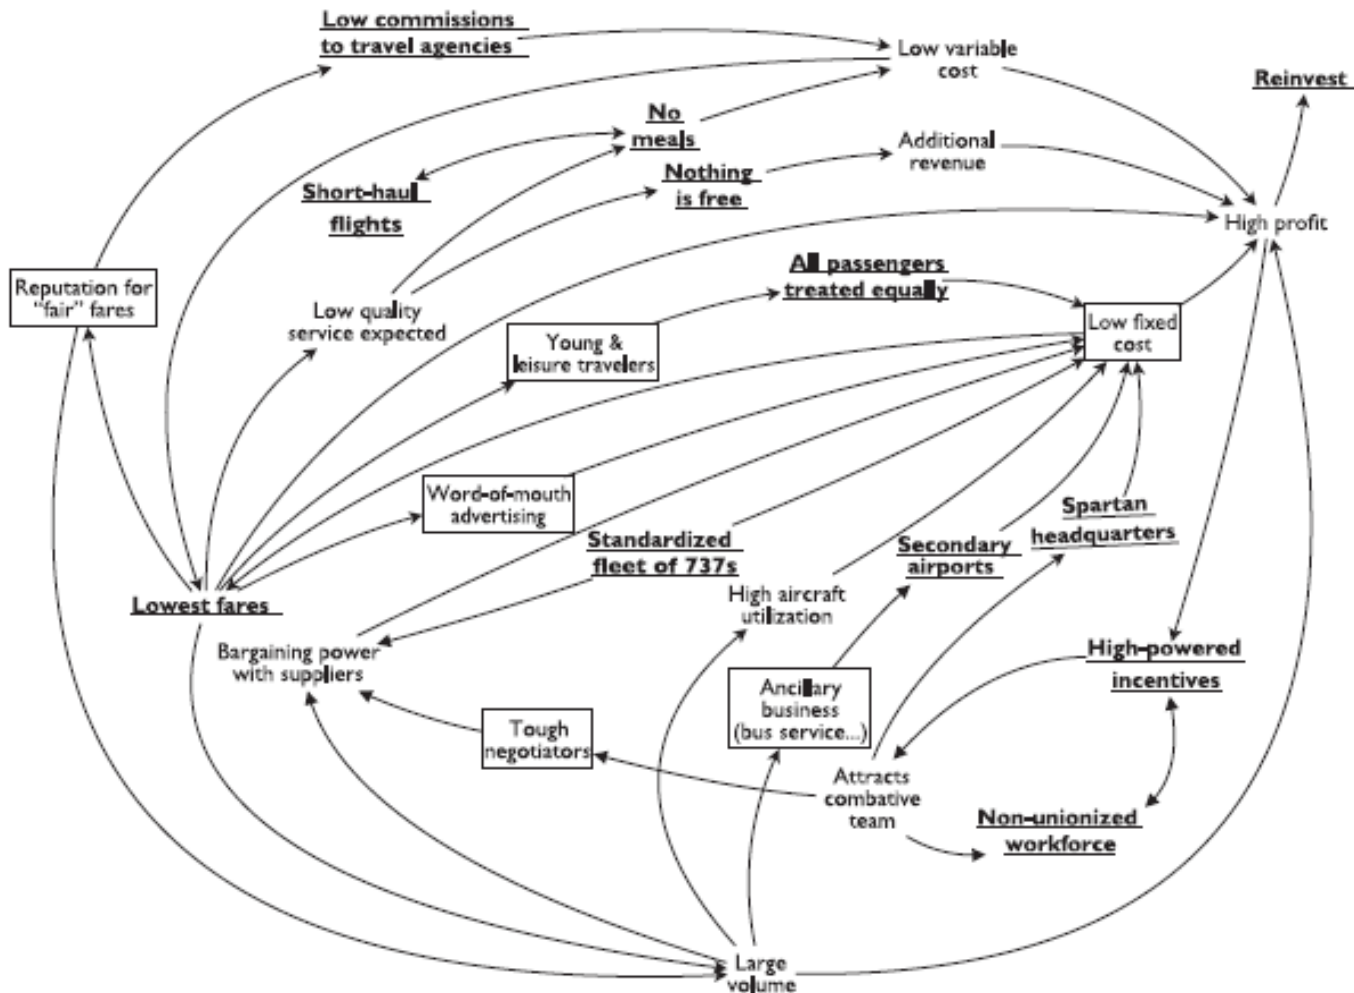 Low commissions
to travel agencies
Low variable
cost
Reinvest
No
meals
Additional
revenue
Nothing
is free
Short-haul
flights
High profit
All passengers
treated equally
Reputation for
"fair" fares
Low quality
service expected
Low fixed
cost
Young &
leisure travelers
Word-of-mouth
advertising
Spartan
headquarters
Standardized
fleet of 737s
Secondary
airports
High aircraft
utilization
Lowest fares
Bargaining power
with suppliers
High-powered
incentives
Ancillary
business
(bus service...)
Tough
negotiators
Attracts
combative
team
Non-unionized
workforce
Large
volume